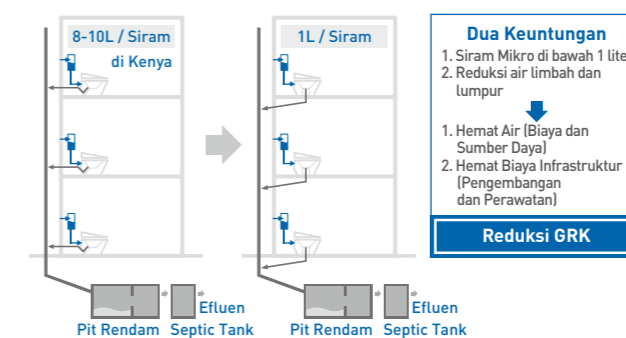 8-10L / Siram
di Kenya
Efluen
Pit Rendam
Septic Tank
1L / Siram
Efluen
Pit Rendam
Septic Tank
Dua Keuntungan
1. Siram Mikro di bawah 1 lite
2. Reduksi air limbah dan
lumpur
1. Hemat Air (Biaya dan
Sumber Daya)
2. Hemat Biaya Infrastruktur
(Pengembangan
dan Perawatan)
Reduksi GRK